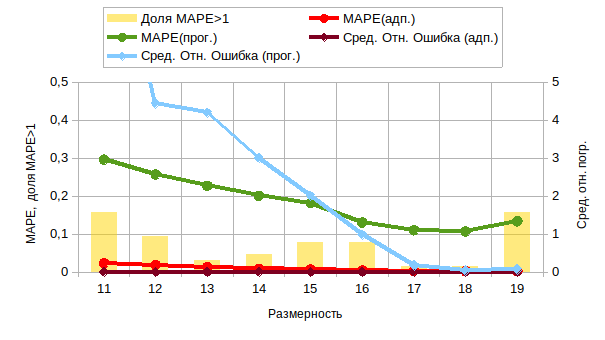 Доля MAPE>1 MAPE(адп.)
MAPE(прог.) Сред. Отн. Ошибка (адп.)
Сред. Отн. Ошибка (прог.)
0,5 5
0,4 4
0,3 3
0,2 2
0,1 1
0 0
11 12 13 14 15 16 17 18 19
Размерность
MAPE, доля MAPE>1
Сред. отн. погр.